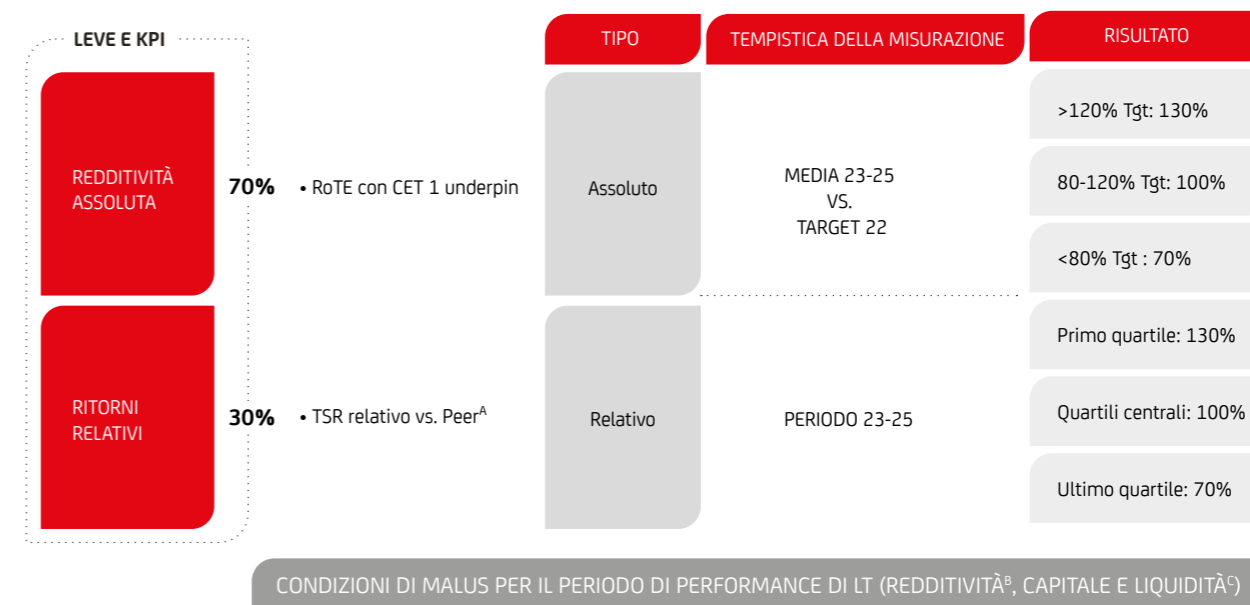 LEVE E KPI
TIPO
TEMPISTICA DELLA MISURAZIONE
RISULTATO
REDDITIVITÀ
ASSOLUTA
70%
• RoTE con CET 1 underpin
Assoluto
MEDIA 23-25
VS.
TARGET 22
>120% Tgt: 130%
80-120% Tgt: 100%
<80% Tgt : 70%
RITORNI
RELATIVI
30%
• TSR relativo vs. Peerᴬ
Relativo
PERIODO 23-25
Primo quartile: 130%
Quartili centrali: 100%
Ultimo quartile: 70%
CONDIZIONI DI MALUS PER IL PERIODO DI PERFORMANCE DI LT (REDDITIVITÀᴮ, CAPITALE E LIQUIDITÀᶜ)